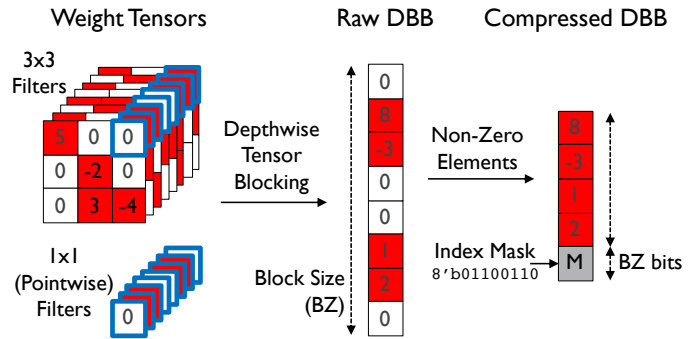 Weight Tensors
Raw DBB
Compressed DBB
3x3
Filters
5 0 0
0 -2 0
0 3 -4
Depthwise
Tensor
Blocking
0
8
-3
0
0
1
2
0
Non-Zero
Elements
8
-3
1
2
M
Index Mask
8'b01100110
BZ bits
Block Size
(BZ)
1x1
(Pointwise)
Filters
0